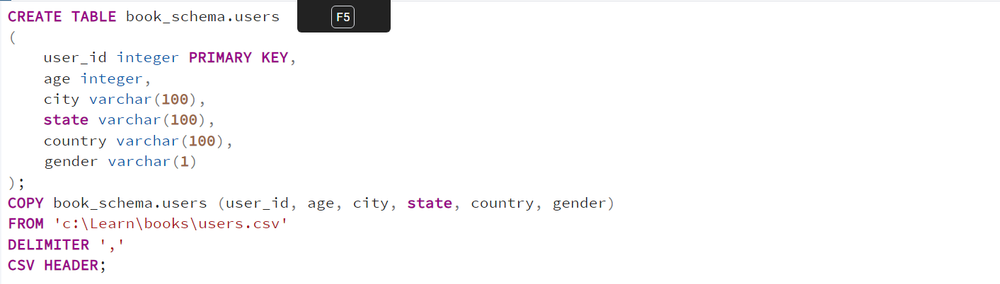 CREATE TABLE book_schema.users
F5
(
    user_id integer PRIMARY KEY,
    age integer,
    city varchar(100),
    state varchar(100),
    country varchar(100),
    gender varchar(1)
);
COPY book_schema.users (user_id, age, city, state, country, gender)
FROM 'c:\Learn\books\users.csv'
DELIMITER ','
CSV HEADER;